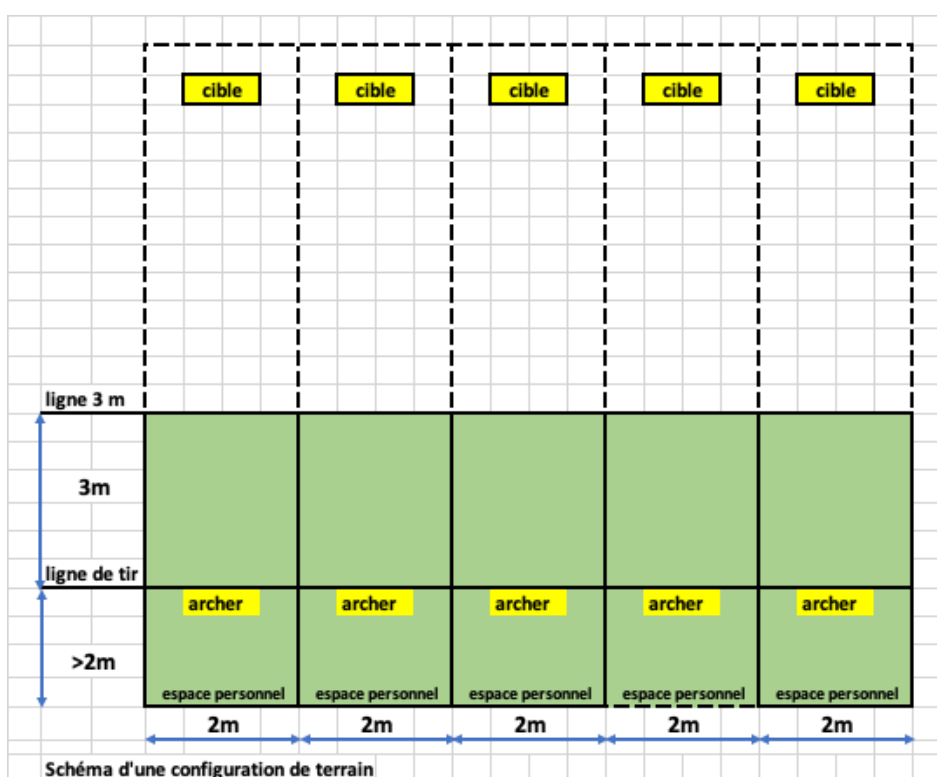 cible cible cible cible cible
ligne 3 m
3m
ligne de tir
archer archer archer archer archer
>2m
espace personnel espace personnel espace personnel espace personnel espace personnel
2m 2m 2m 2m 2m
Schéma d'une configuration de terrain